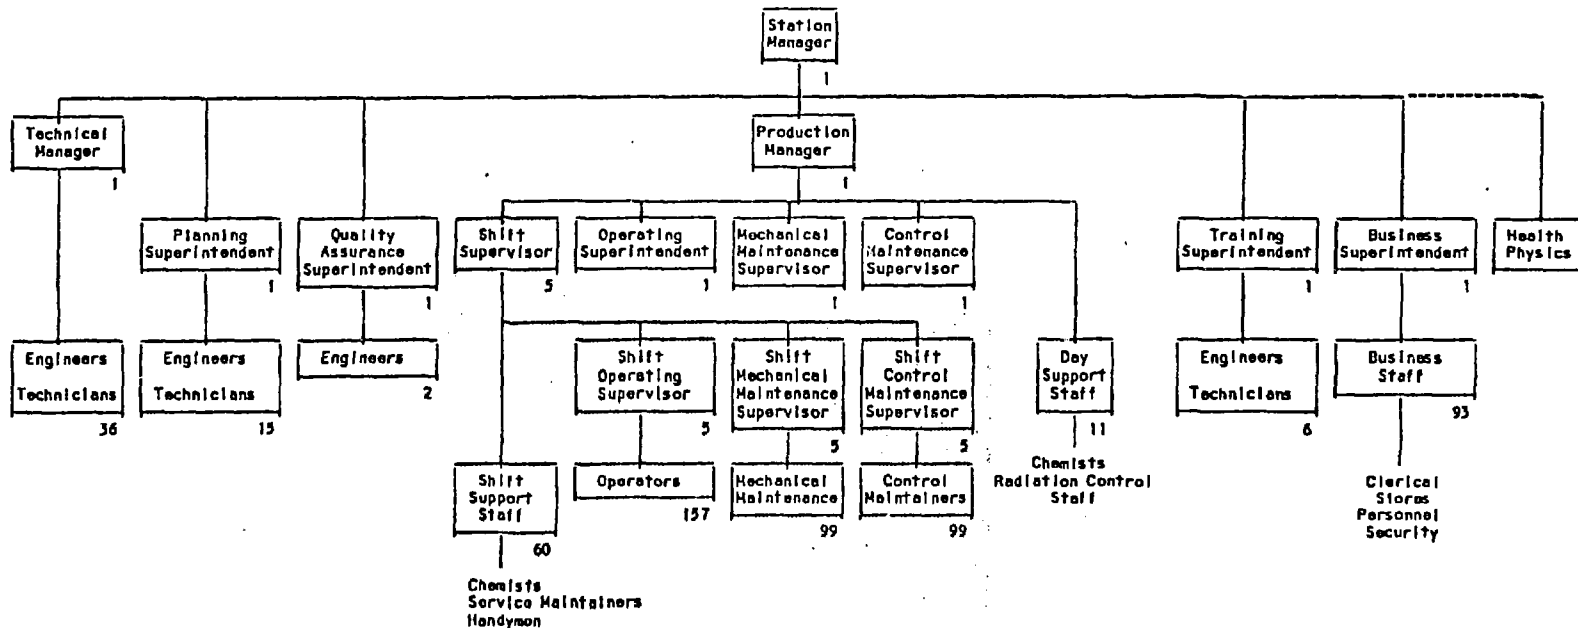 Station
Manager
1
Technical
Manager
1
Production
Manager
1
Planning
Superintendent
1
Quality
Assurance
Superintendent
1
Shift
Supervisor
5
Operating
Superintendent
1
Mechanical
Maintenance
Supervisor
1
Control
Maintenance
Supervisor
1
Training
Superintendent
1
Business
Superintendent
1
Health
Physics
Engineers
Technicians
36
Engineers
Technicians
15
Engineers
2
Shift
Operating
Supervisor
5
Shift
Mechanical
Maintenance
Supervisor
5
Shift
Control
Maintenance
Supervisor
5
Day
Support
Staff
11
Engineers
Technicians
6
Business
Staff
93
Shift
Support
Staff
60
Operators
157
Mechanical
Maintenance
99
Control
Maintainers
99
Chemists
Radiation Control
Staff
Clerical
Stores
Personnel
Security
Chemists
Service Maintainers
Handymen